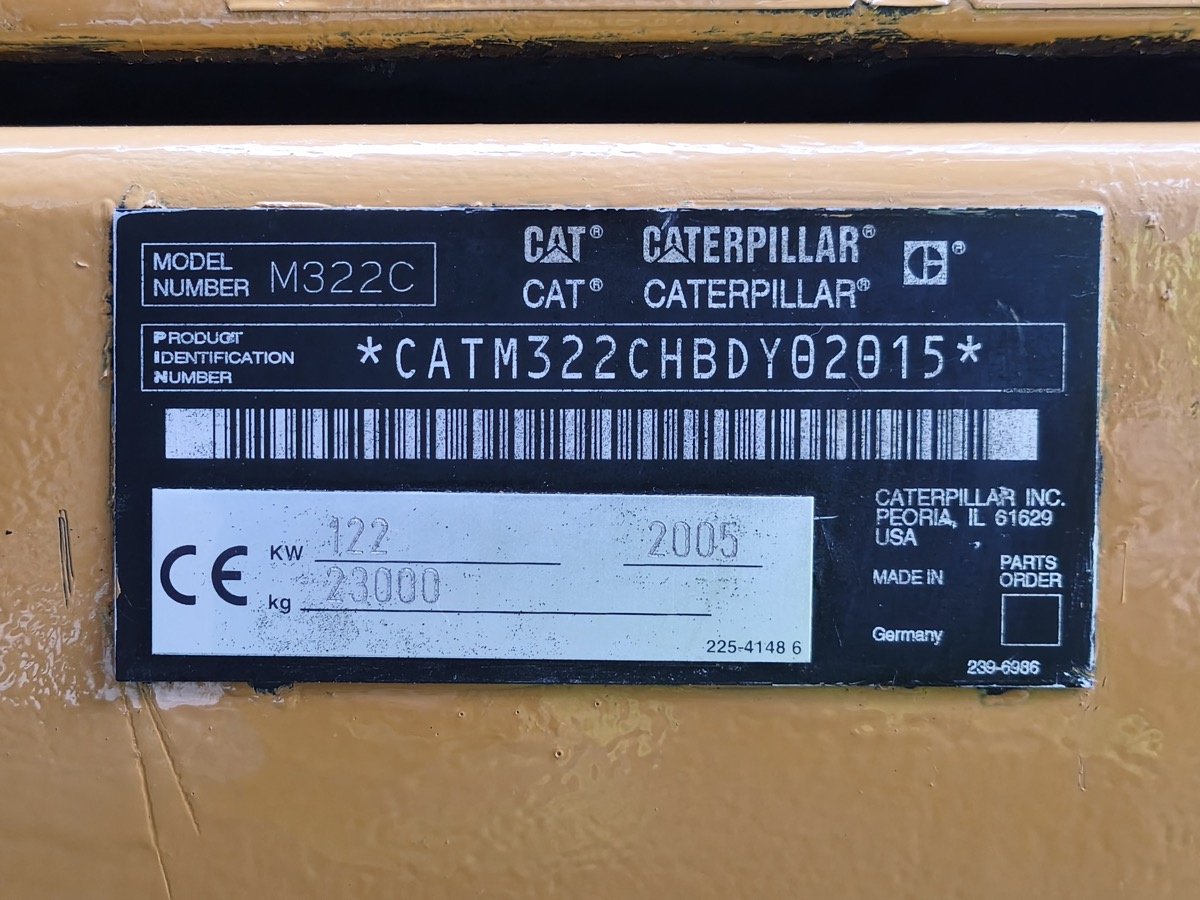 MODEL
NUMBER M322C
CAT® CATERPILLAR® ®
CAT® CATERPILLAR®
PRODUCT
IDENTIFICATION
NUMBER
*CATM322CHBDY02015*
CE
KW 122 2005
kg 23000
225-4148 6
CATERPILLAR INC.
PEORIA, IL 61629
USA
MADE IN
Germany
PARTS
ORDER
239-6986